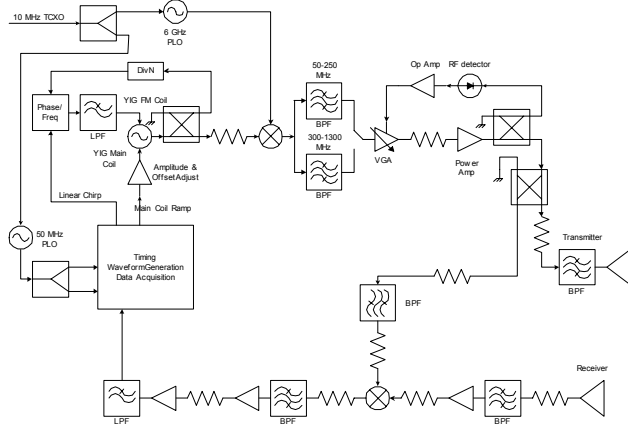 10 MHz TCXO
6 GHz
PLO
DivN
Phase/
Freq
LPF
YIG FM Coil
YIG Main
Coil
Amplitude &
Offset Adjust
Linear Chirp
Main Coil Ramp
50 MHz
PLO
Timing
WaveformGeneration
Data Acquisition
50-250
MHz
BPF
300-1300
MHz
BPF
Op Amp
RF detector
VGA
Power
Amp
Transmitter
BPF
BPF
Receiver
LPF
BPF
BPF